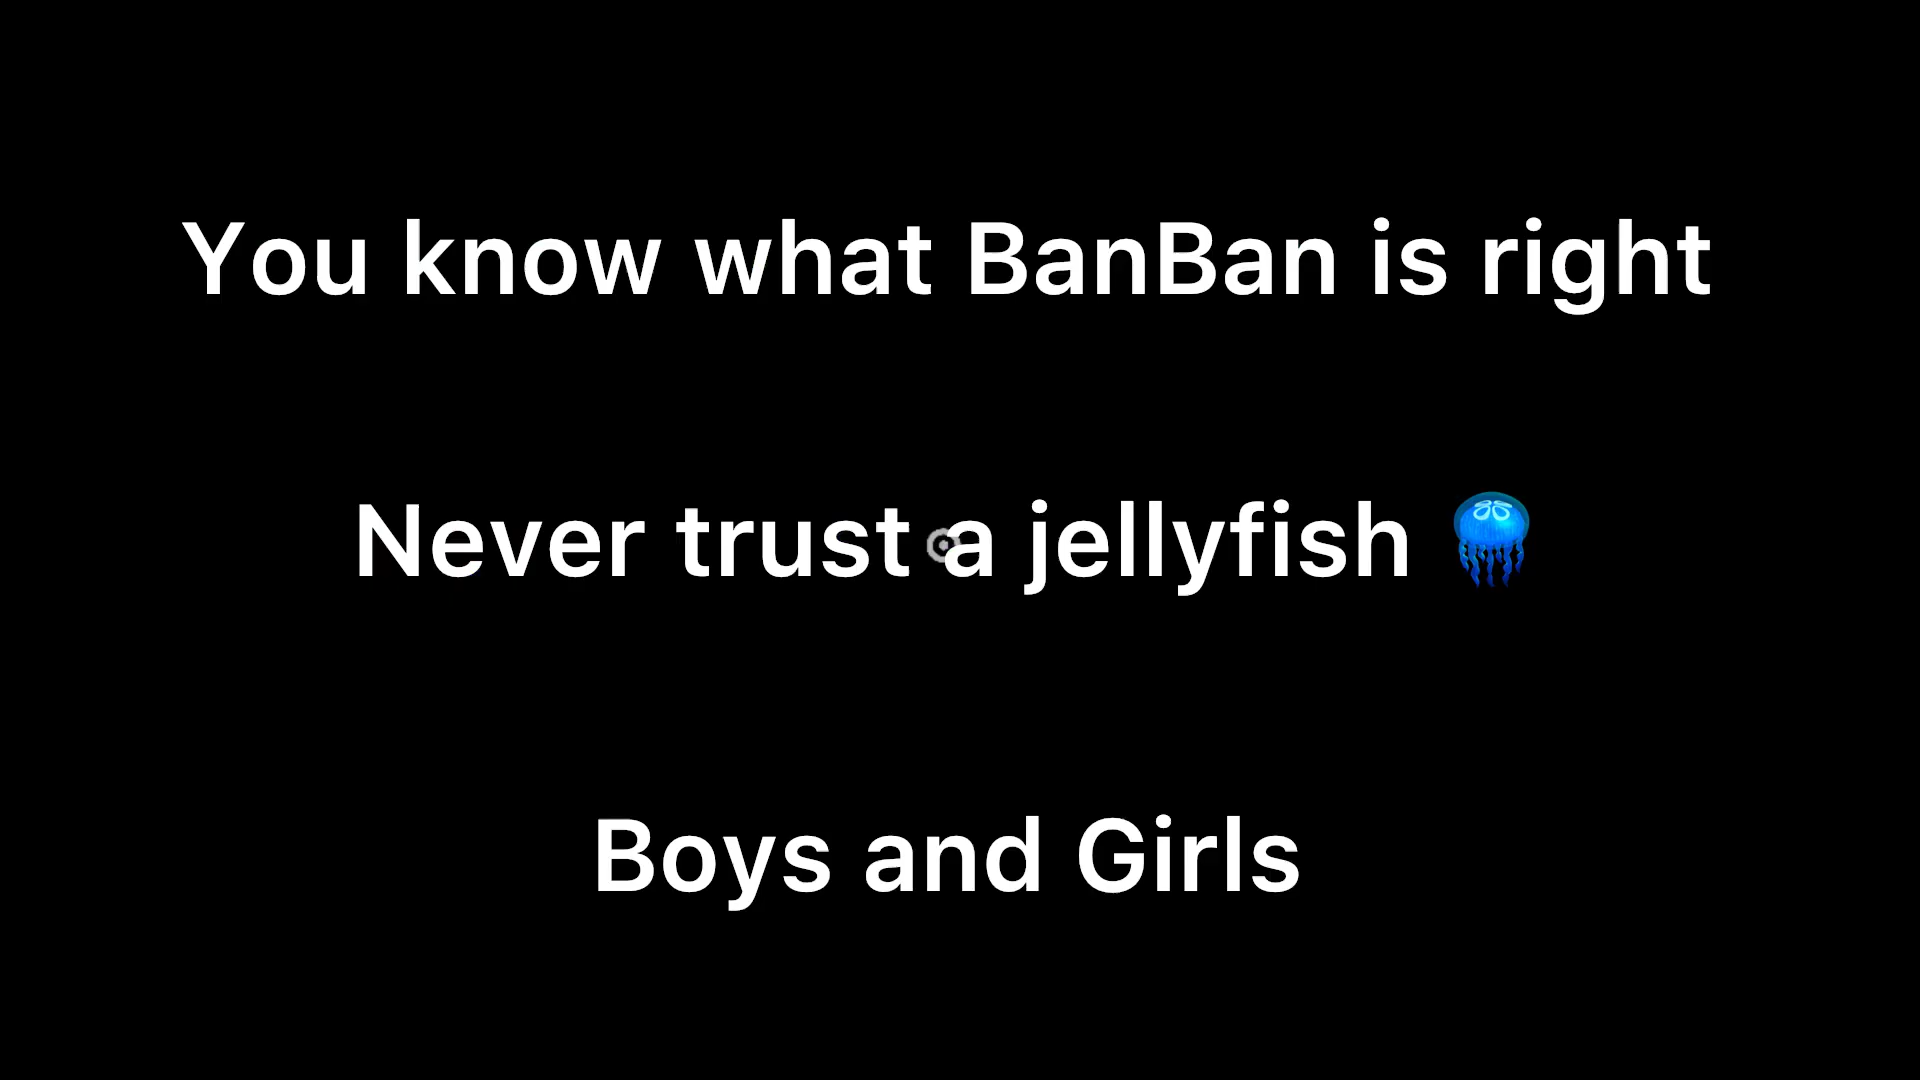 You know what BanBan is right
Never trust a jellyfish 🪼
Boys and Girls